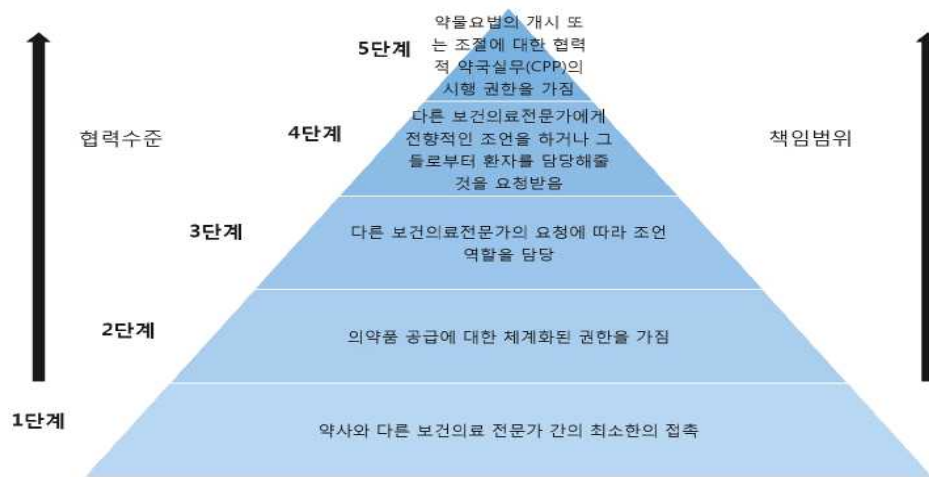 약물요법의 개시 또
5단계
는 조절에 대한 협력
적 약국실무(CPP)의
시행 권한을 가짐
다른 보건의료전문가에게
4단계
협력수준
전향적인 조언을 하거나 그
책임범위
들로부터 환자를 담당해줄
것을 요청받음
3단계
다른 보건의료전문가의 요청에 따라 조언
역할을 담당
2단계
의약품 공급에 대한 체계화된 권한을 가짐
1단계
약사와 다른 보건의료 전문가 간의 최소한의 접촉